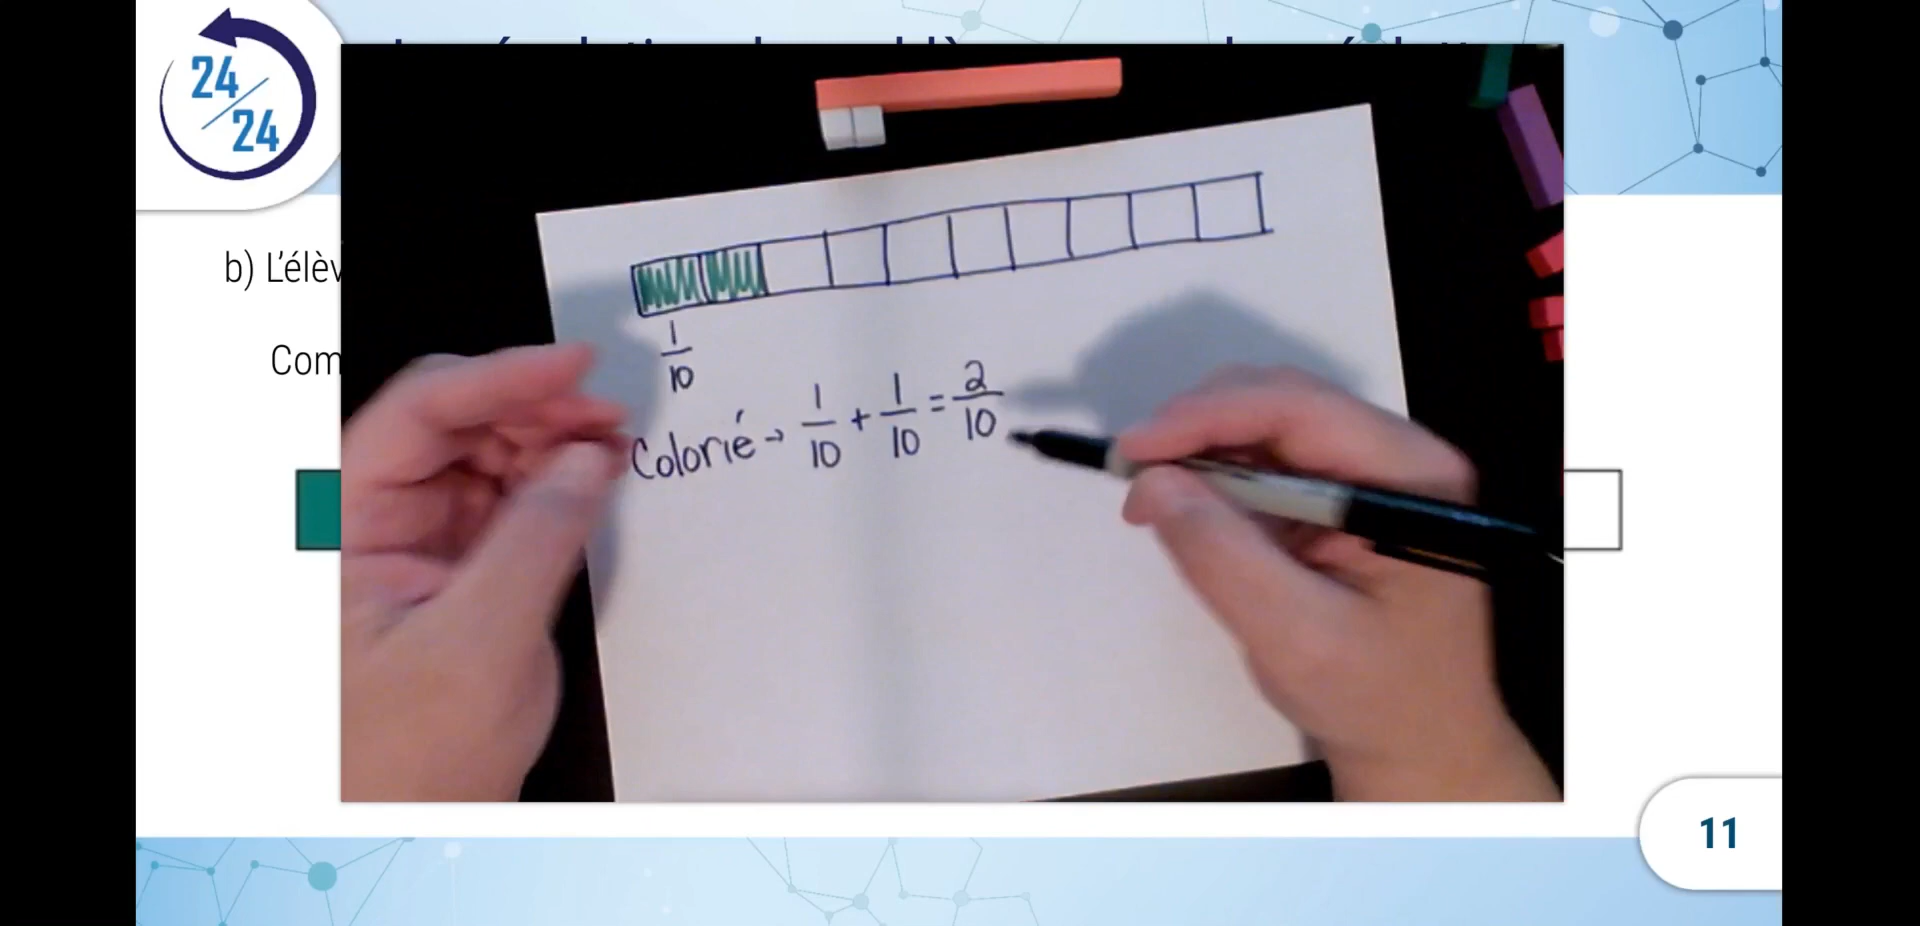 24
24
b) L'élèv
Com
1/10
Colorié → 1/10 + 1/10 = 2/10
11